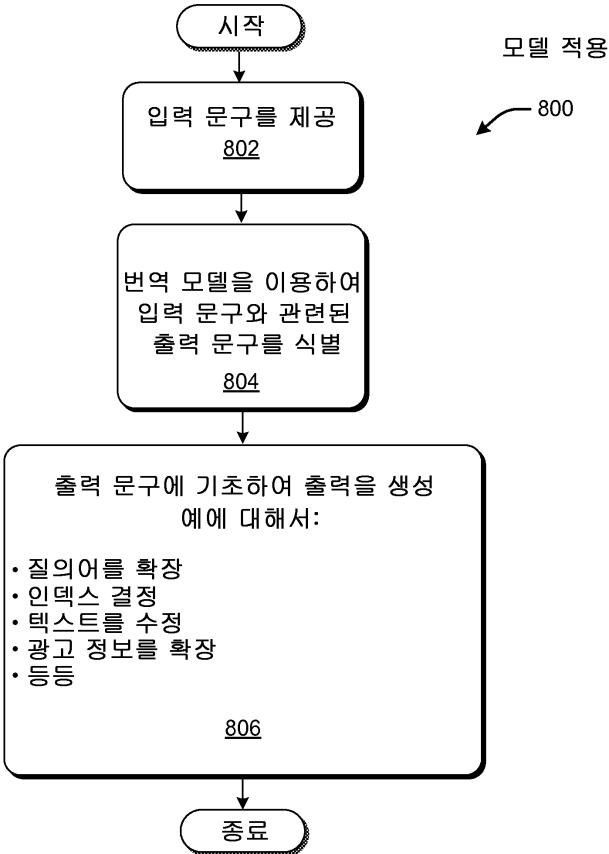 시작
모델 적용
800
입력 문구를 제공
802
번역 모델을 이용하여
입력 문구와 관련된
출력 문구를 식별
804
출력 문구에 기초하여 출력을 생성
예에 대해서:
• 질의어를 확장
• 인덱스 결정
• 텍스트를 수정
• 광고 정보를 확장
• 등등
806
종료